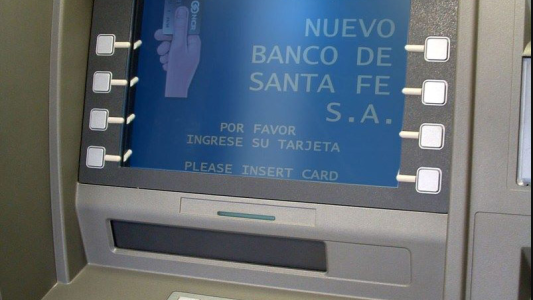 NUEVO
BANCO DE
SANTA FE
S.A.
POR FAVOR
INGRESE SU TARJETA
PLEASE INSERT CARD